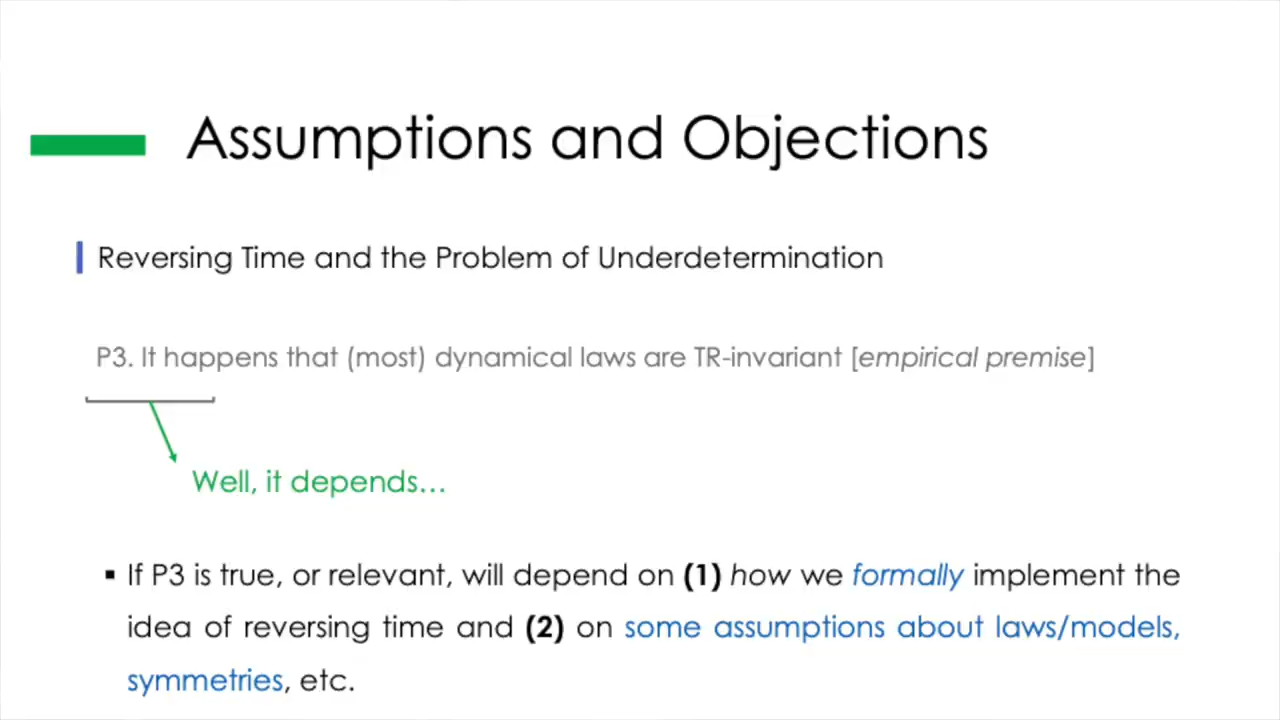 Assumptions and Objections
Reversing Time and the Problem of Underdetermination
P3. It happens that (most) dynamical laws are TR-invariant [empirical premise]
Well, it depends…
▪ If P3 is true, or relevant, will depend on (1) how we formally implement the
idea of reversing time and (2) on some assumptions about laws/models,
symmetries, etc.